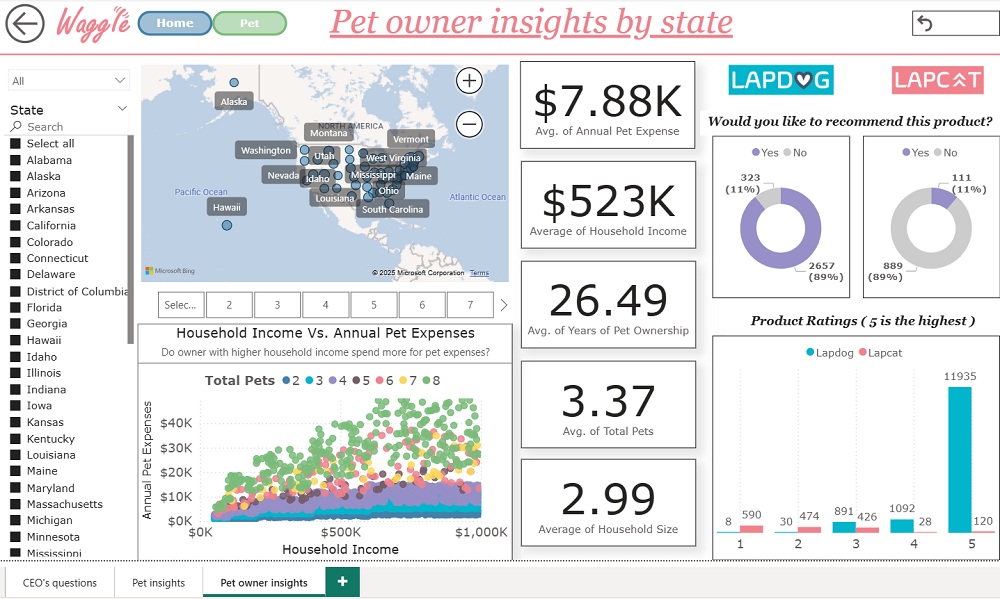 Waggle
Home
Pet
Pet owner insights by state
All
State
Search
Select all
Alabama
Alaska
Arizona
Arkansas
California
Colorado
Connecticut
Delaware
District of Columbia
Florida
Georgia
Hawaii
Idaho
Illinois
Indiana
Iowa
Kansas
Kentucky
Louisiana
Maine
Maryland
Massachusetts
Michigan
Minnesota
Mississippi
Alaska
NORTH AMERICA
Montana
Vermont
Washington
Utah
West Virginia
Nevada
Idaho
Mississippi
Maine
Ohio
Pacific Ocean
Louisiana
Atlantic Ocean
Hawaii
South Carolina
Microsoft Bing
© 2025 Microsoft Corporation Terms
Selec... 2 3 4 5 6 7
Household Income Vs. Annual Pet Expenses
Do owner with higher household income spend more for pet expenses?
Total Pets 2 3 4 5 6 7 8
Annual Pet Expenses
$40K
$30K
$20K
$10K
$0K
$0K $500K $1,000K
Household Income
$7.88K
Avg. of Annual Pet Expense
$523K
Average of Household Income
26.49
Avg. of Years of Pet Ownership
3.37
Avg. of Total Pets
2.99
Average of Household Size
LAPDOG
LAPCAT
Would you like to recommend this product?
Yes No
323
(11%)
2657
(89%)
Yes No
111
(11%)
889
(89%)
Product Ratings ( 5 is the highest )
Lapdog Lapcat
11935
8 590 30 474 891 426 1092 28 120
1 2 3 4 5
CEO's questions
Pet insights
Pet owner insights
+